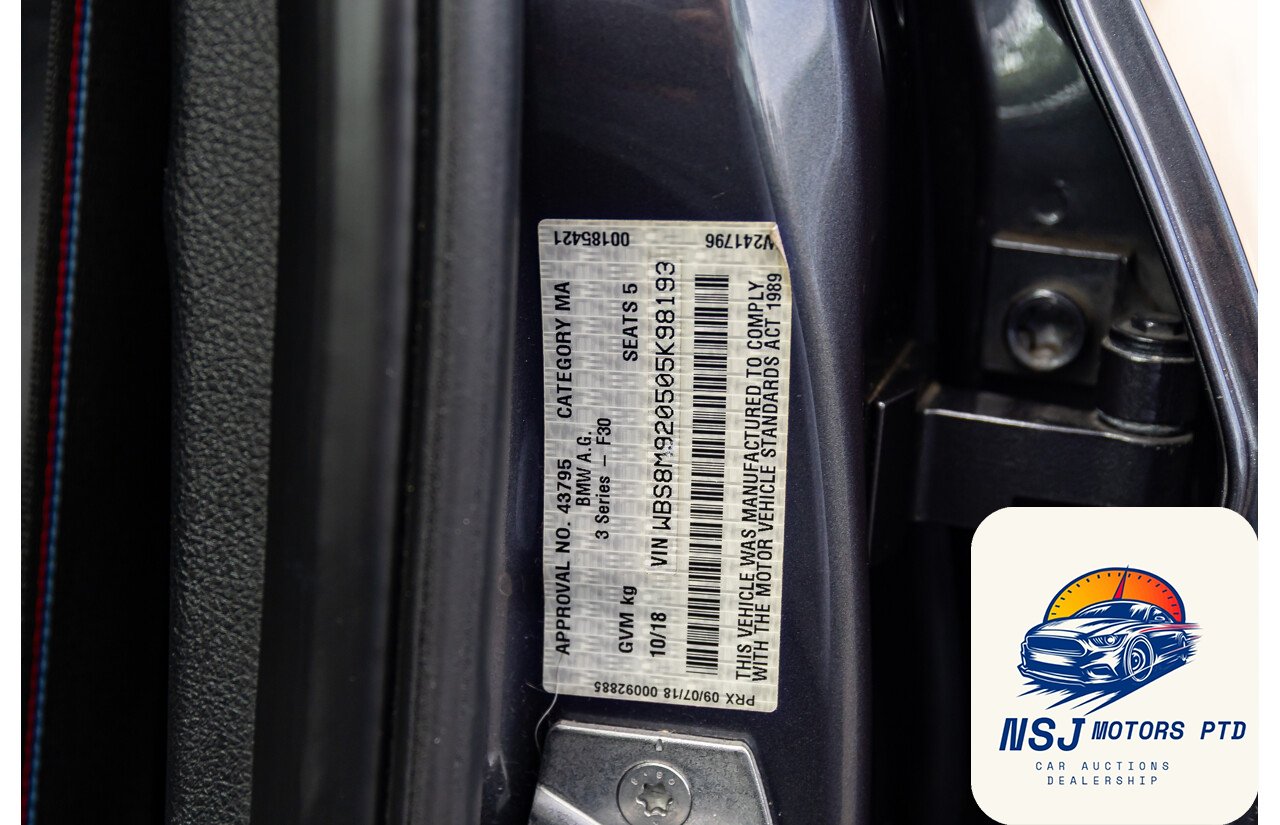 00185421 V241796
APPROVAL NO. 43795 CATEGORY MA
BMW A.G.
3 Series – F30
GVM kg SEATS 5
10/18 VIN WBS8M920505K98193
THIS VEHICLE WAS MANUFACTURED TO COMPLY
WITH THE MOTOR VEHICLE STANDARDS ACT 1989
PRX 09/07/18 00092885
NSJ MOTORS PTD
CAR AUCTIONS
DEALERSHIP